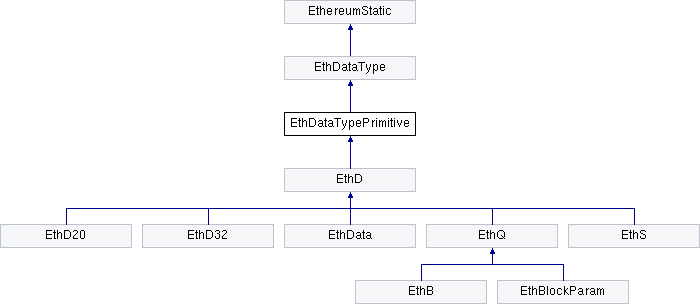 EthereumStatic
EthDataType
EthDataTypePrimitive
EthD
EthD20
EthD32
EthData
EthQ
EthS
EthB
EthBlockParam